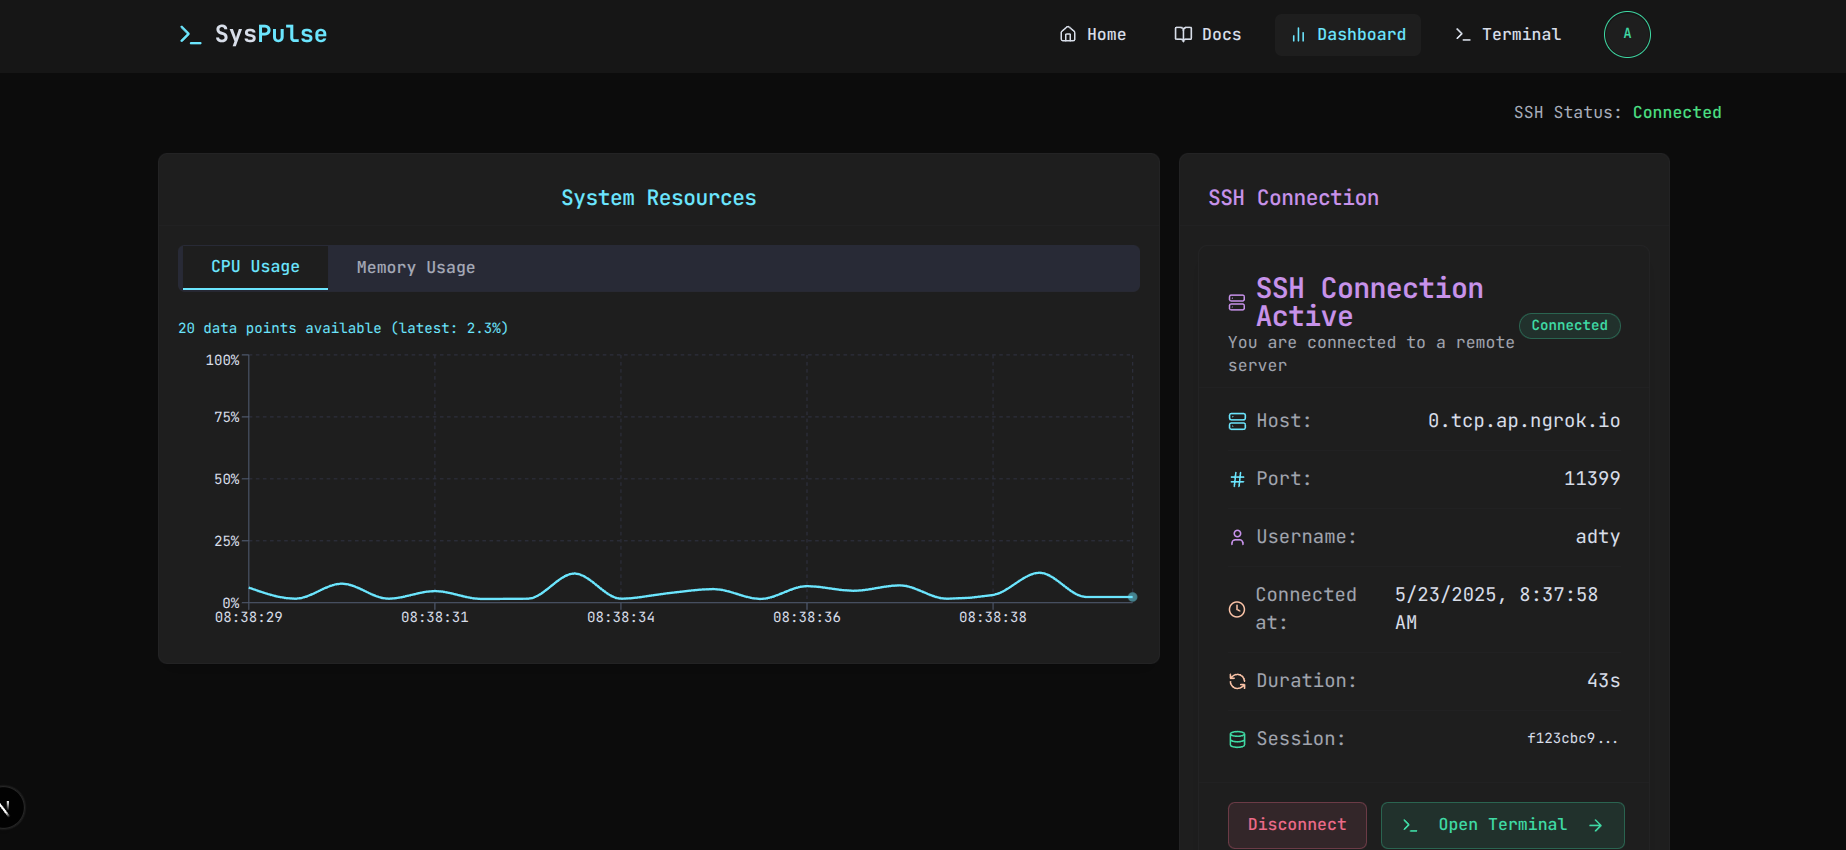 SysPulse
Home
Docs
Dashboard
Terminal
A
SSH Status: Connected
System Resources
CPU Usage
Memory Usage
20 data points available (latest: 2.3%)
100%
75%
50%
25%
0%
08:38:29
08:38:31
08:38:34
08:38:36
08:38:38
SSH Connection
SSH Connection
Active
Connected
You are connected to a remote
server
Host: 0.tcp.ap.ngrok.io
Port: 11399
Username: adty
Connected 5/23/2025, 8:37:58
at: AM
Duration: 43s
Session: f123cbc9...
Disconnect
Open Terminal
N